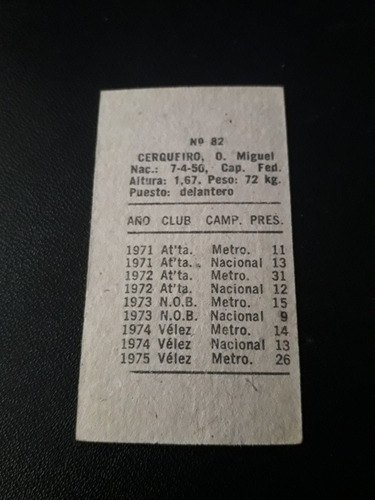 Nº 82
CERQUEIRO, D. Miguel
Nac.: 7-4-50, Cap. Fed.
Altura: 1,67. Peso: 72 kg.
Puesto: delantero
AÑO CLUB CAMP. PRES.
1971 At'ta. Metro. 11
1971 At'ta. Nacional 13
1972 At'ta. Metro. 31
1972 At'ta. Nacional 12
1973 N.O.B. Metro. 15
1973 N.O.B. Nacional 9
1974 Vélez Metro. 14
1974 Vélez Nacional 13
1975 Vélez Metro. 26